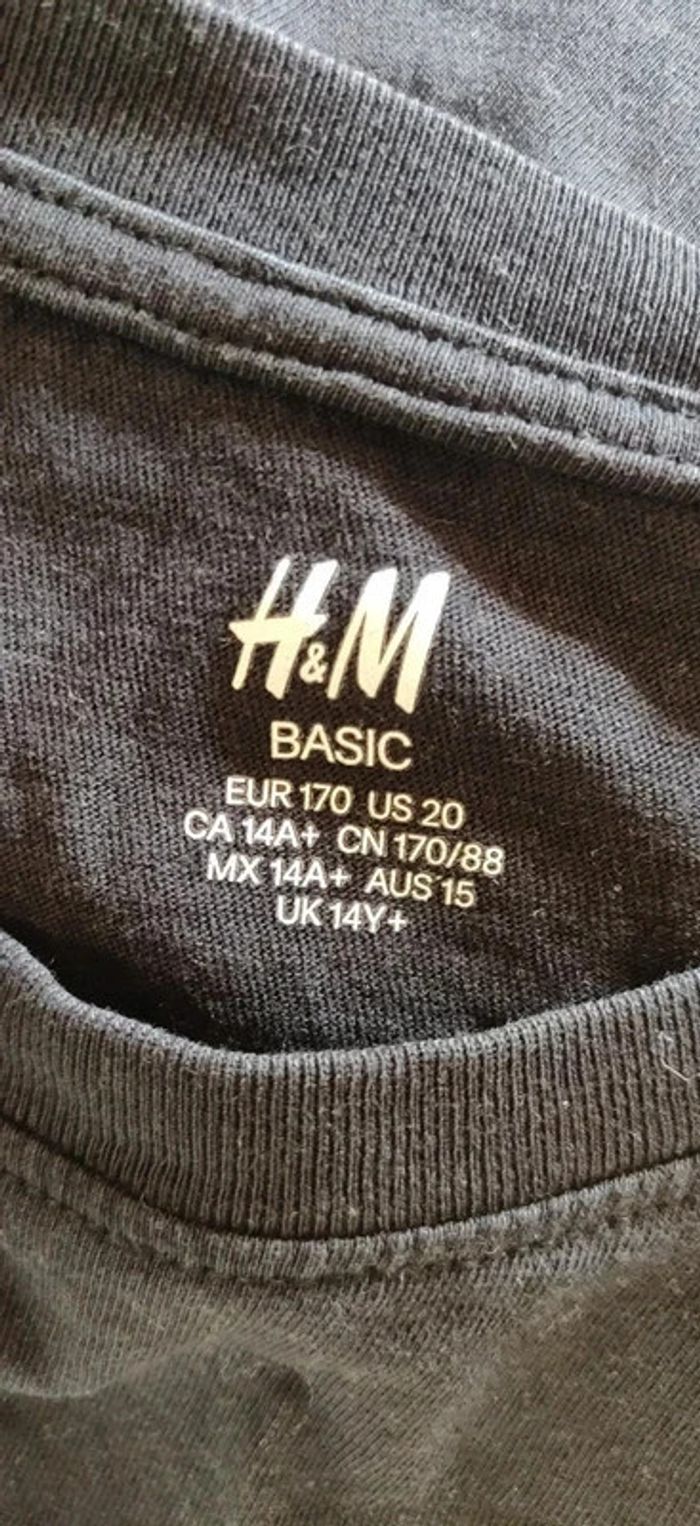 H&M
BASIC
EUR 170 US 20
CA 14A+ CN 170/88
MX 14A+ AUS 15
UK 14Y+